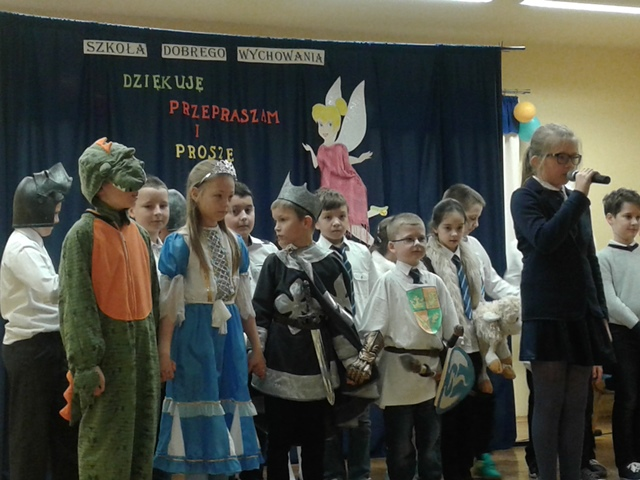 SZKOŁA DOBREGO WYCHOWANIA
DZIĘKUJĘ
PRZEPRASZAM
I
PROSZĘ